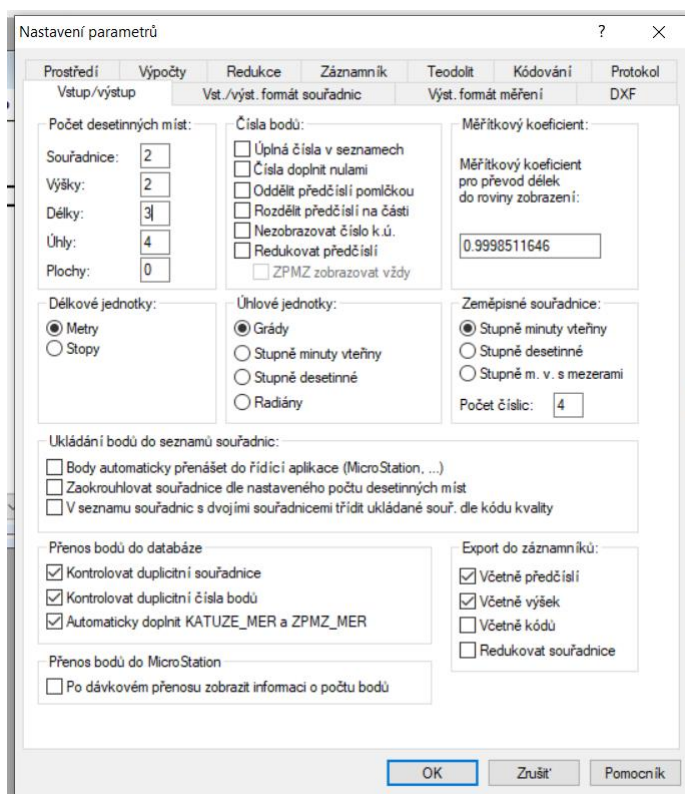 Nastavení parametrů
?
Prostředí Výpočty Redukce Záznamník Teodolit Kódování Protokol
Vstup/výstup Vst./výst. formát souřadnic Výst. formát měření DXF
Počet desetinných míst:
Souřadnice: 2
Výšky: 2
Délky: 3
Úhly: 4
Plochy: 0
Čísla bodů:
Úplná čísla v seznamech
Čísla doplnit nulami
Oddělit předčíslí pomlčkou
Rozdělit předčíslí na části
Nezobrazovat číslo k.ú.
Redukovat předčíslí
ZPMZ zobrazovat vždy
Měřítkový koeficient:
Měřítkový koeficient
pro převod délek
do roviny zobrazení:
0.9998511646
Délkové jednotky:
Metry
Stopy
Úhlové jednotky:
Grády
Stupně minuty vteřiny
Stupně desetinné
Radiány
Zeměpisné souřadnice:
Stupně minuty vteřiny
Stupně desetinné
Stupně m. v. s mezerami
Počet číslic: 4
Ukládání bodů do seznamů souřadnic:
Body automaticky přenášet do řídící aplikace (MicroStation, ...)
Zaokrouhlovat souřadnice dle nastaveného počtu desetinných míst
V seznamu souřadnic s dvojími souřadnicemi třídit ukládané souř. dle kódu kvality
Přenos bodů do databáze
Kontrolovat duplicitní souřadnice
Kontrolovat duplicitní čísla bodů
Automaticky doplnit KATUZE_MER a ZPMZ_MER
Export do záznamníků:
Včetně předčíslí
Včetně výšek
Včetně kódů
Redukovat souřadnice
Přenos bodů do MicroStation
Po dávkovém přenosu zobrazit informaci o počtu bodů
OK Zrušit Pomocník